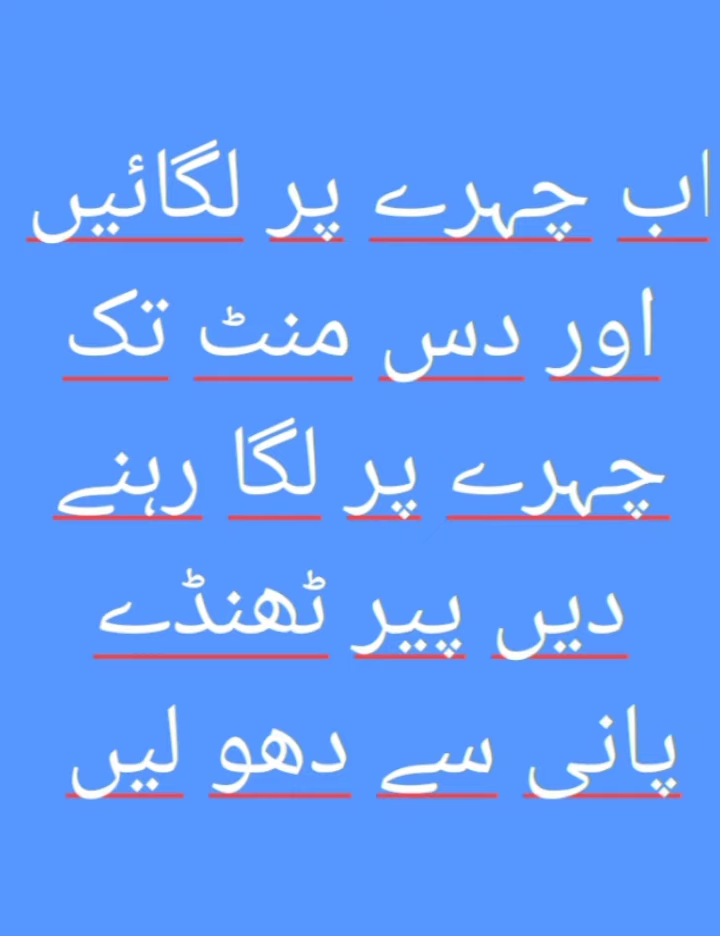 اب چہرے پر لگائیں
اور دس منٹ تک
چہرے پر لگا رہنے
دیں پیر ٹھنڈے
پانی سے دھو لیں